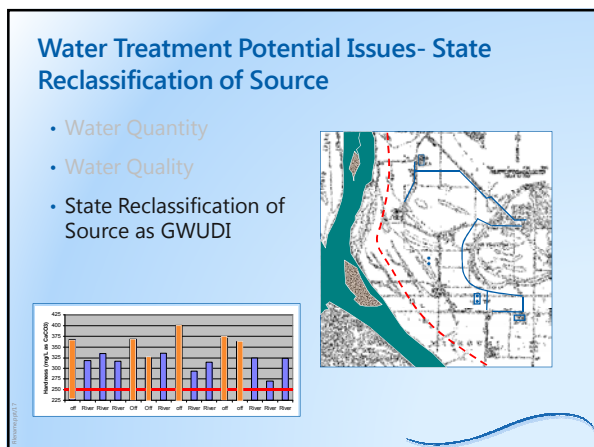 Water Treatment Potential Issues- State
Reclassification of Source
• Water Quantity
• Water Quality
• State Reclassification of
Source as GWUDI
Hardness (mg/L as CaCO3)
425
400
375
350
325
300
275
250
225
off River River River Off Off River off River River off off River River River